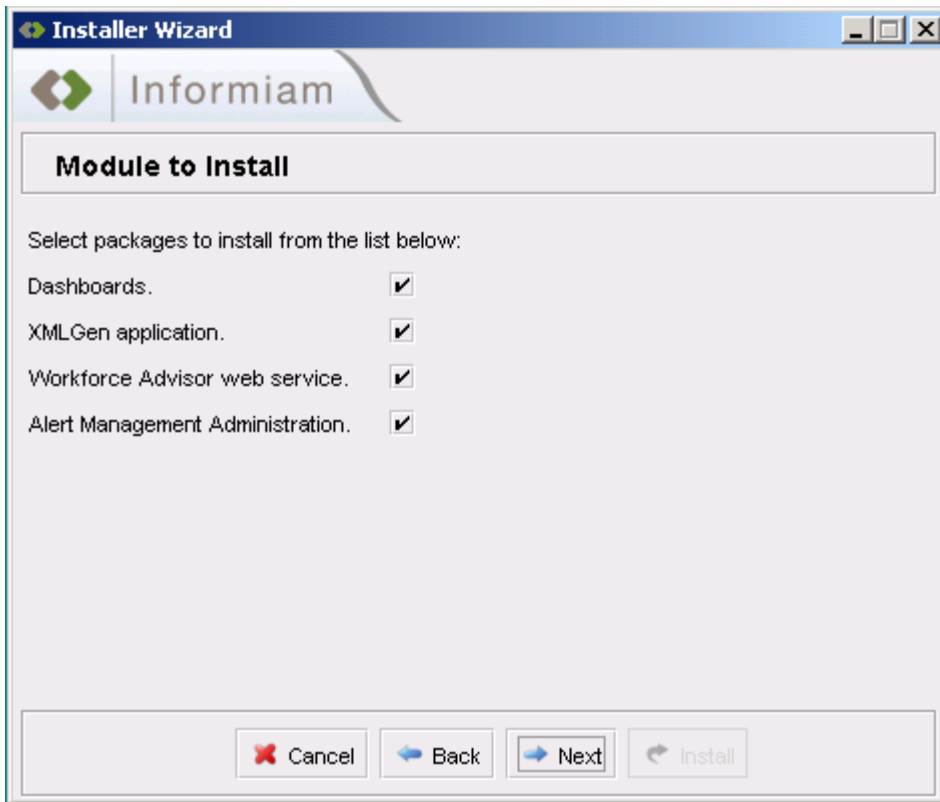 Installer Wizard
Informiam
Module to Install
Select packages to install from the list below:
Dashboards.
XMLGen application.
Workforce Advisor web service.
Alert Management Administration.
Cancel Back Next Install